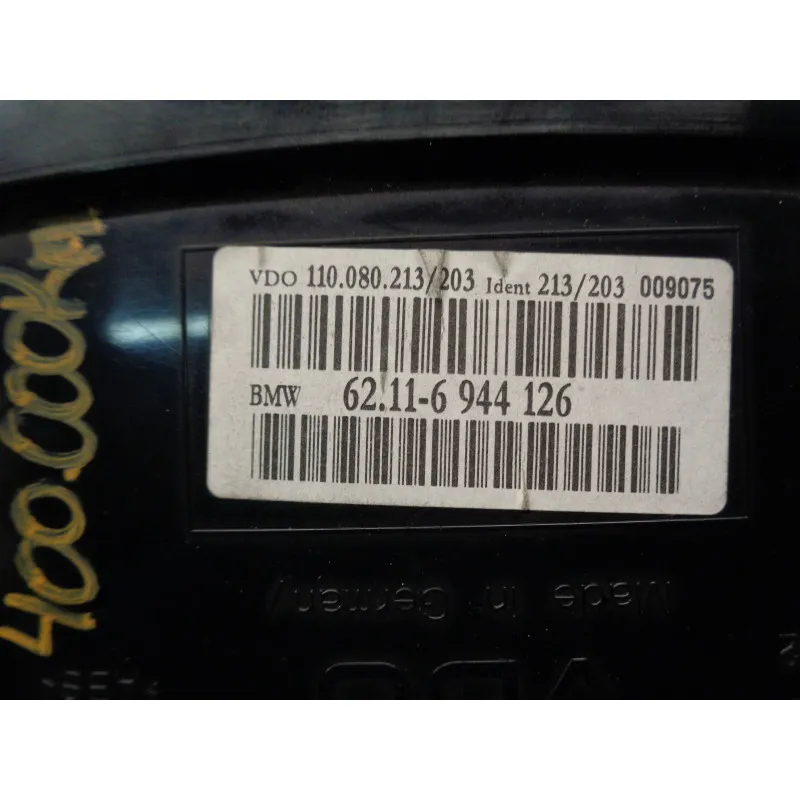 400.000KM
VDO 110.080.213/203 Ident 213/203 009075
BMW 62.11-6 944 126
Made in Germany
VDO